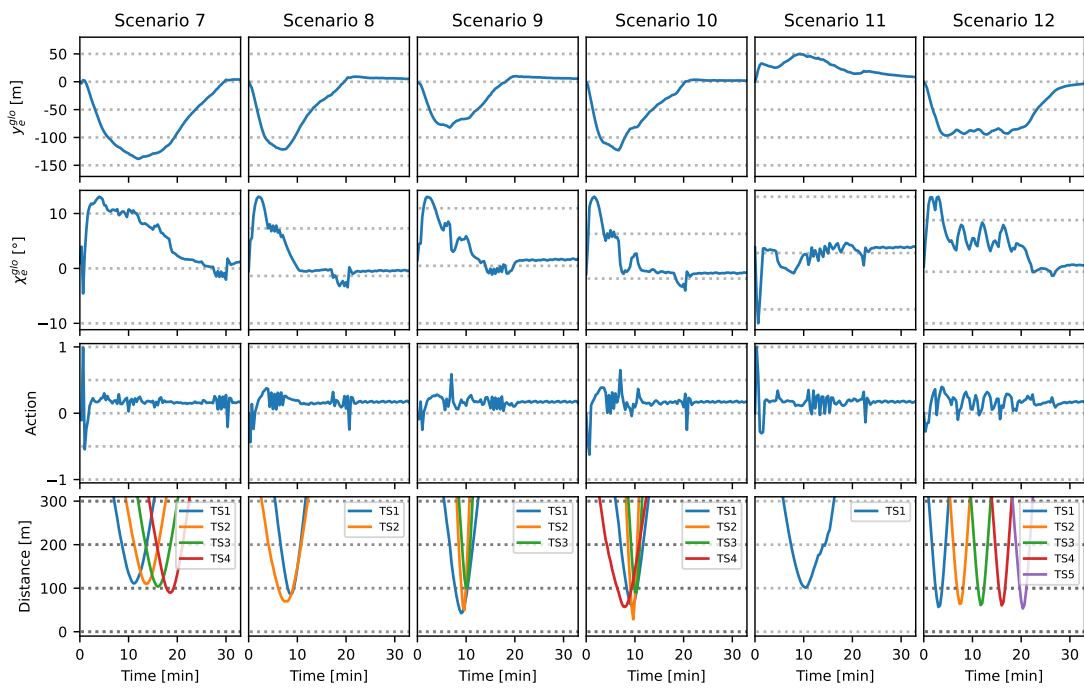 Scenario 7 Scenario 8 Scenario 9 Scenario 10 Scenario 11 Scenario 12
y_e^glo [m]
50
0
-50
-100
-150
χ_e^glo [°]
10
0
−10
Action
1
0
−1
Distance [m]
300
200
100
0
TS1
TS2
TS3
TS4
TS1
TS2
TS1
TS2
TS3
TS1
TS2
TS3
TS4
TS1
TS1
TS2
TS3
TS4
TS5
0 10 20 30 0 10 20 30 0 10 20 30 0 10 20 30 0 10 20 30 0 10 20 30
Time [min] Time [min] Time [min] Time [min] Time [min] Time [min]